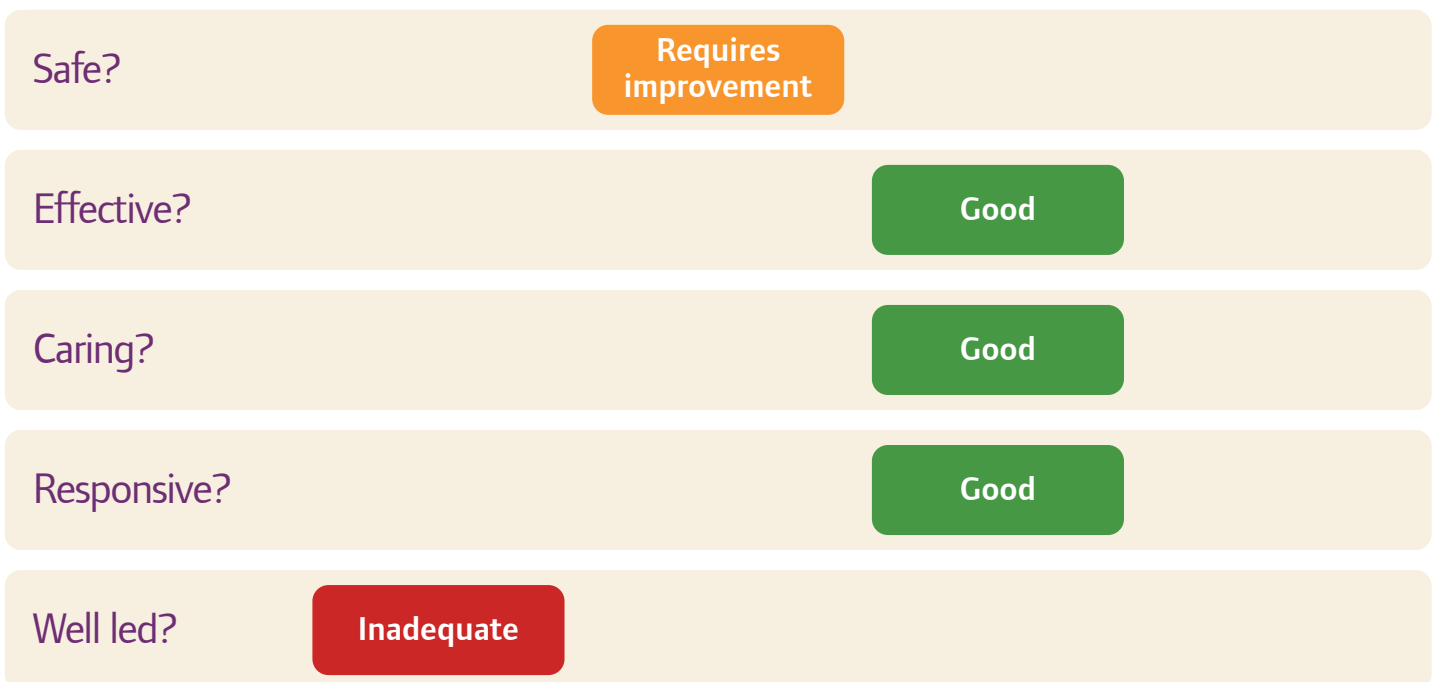 Safe?
Requires
improvement
Effective?
Good
Caring?
Good
Responsive?
Good
Well led?
Inadequate